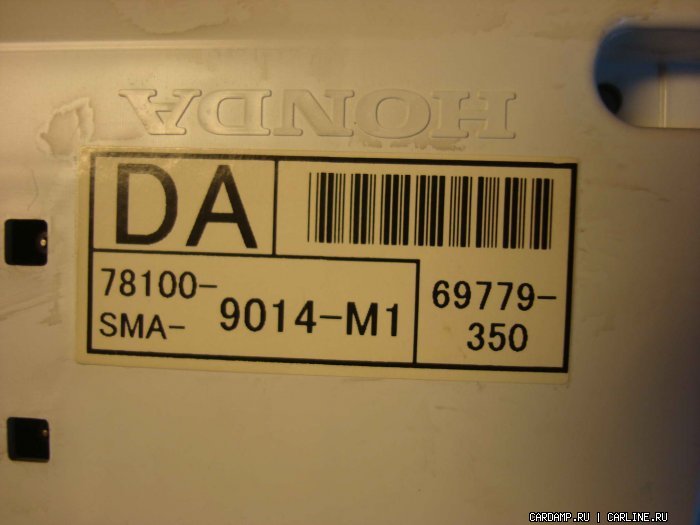 HONDA
DA
78100-
SMA- 9014-M1
69779-
350
CARDAMP.RU | CARLINE.RU